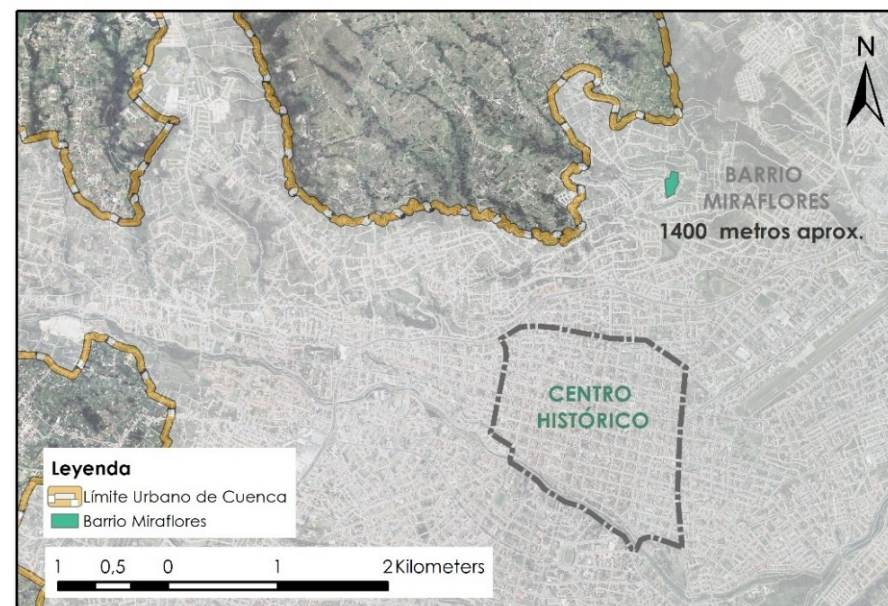 N
BARRIO
MIRAFLORES
1400 metros aprox.
CENTRO
HISTÓRICO
Leyenda
Límite Urbano de Cuenca
Barrio Miraflores
1 0,5 0 1 2 Kilometers